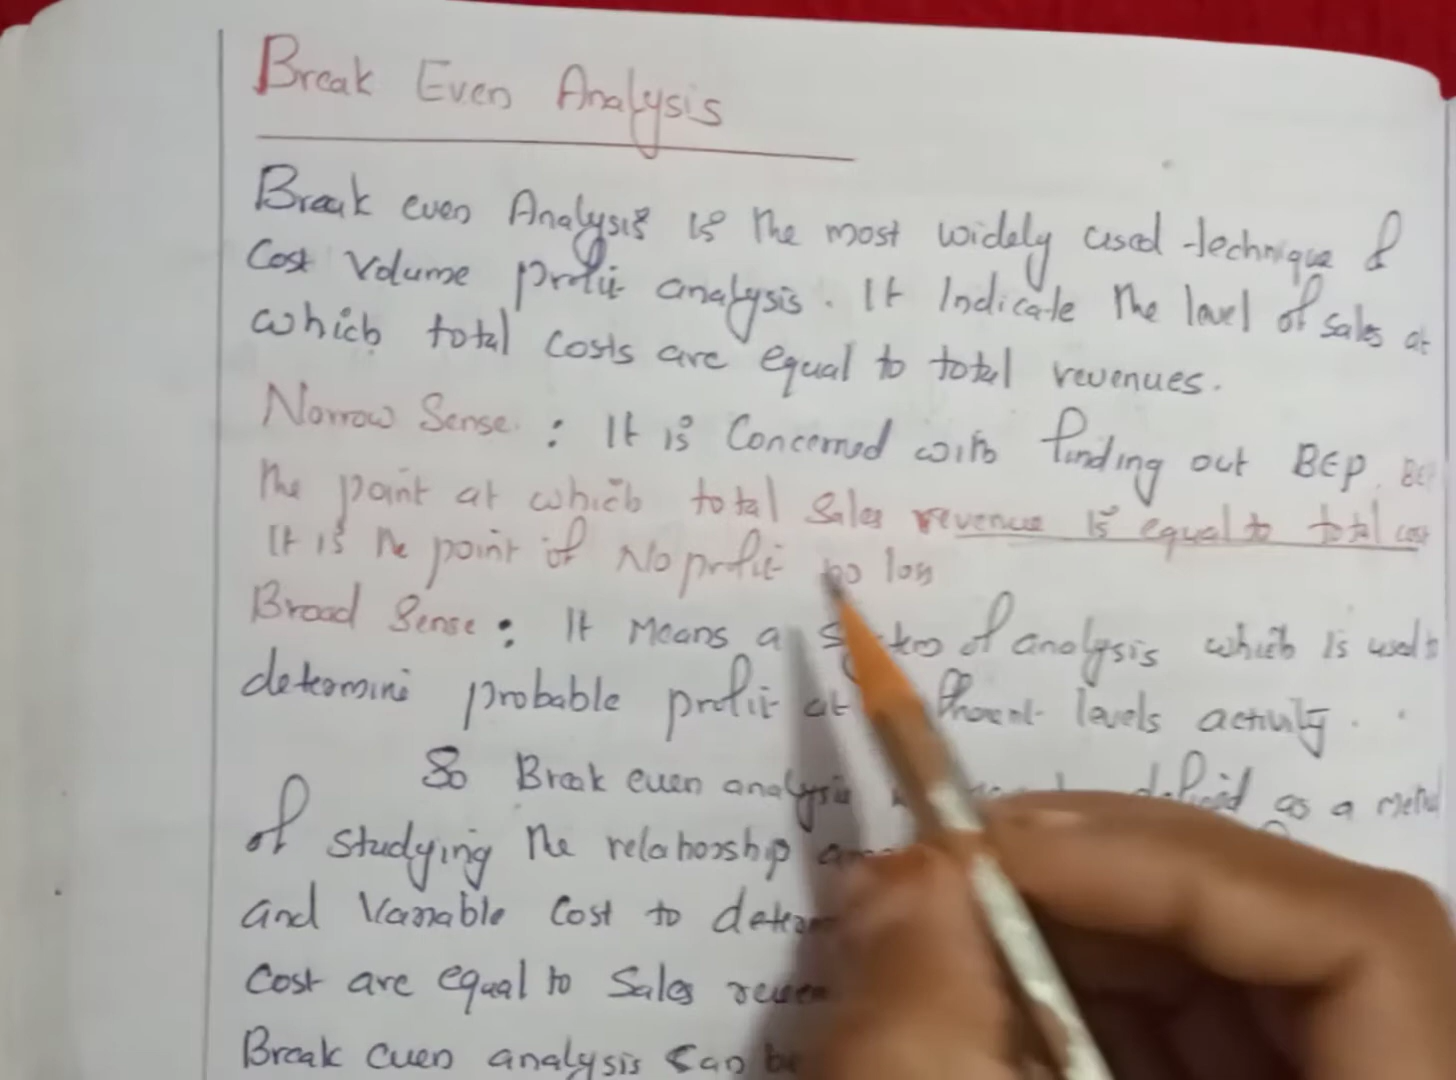 Break Even Analysis
Break even Analysis is the most widely used technique of
Cost Volume profit analysis. It Indicate the level of sales at
which total costs are equal to total revenues.
Norrow Sense : It is Concerned with finding out BEP.
the point at which total Sales revenue is equal to total cost
It is the point of No profit no loss
Broad Sense : It Means a of analysis which is used
determini probable profit at levels activity.
So Break even analysis defined as a
of studying the relationship
and Variable Cost to
Cost are equal to Sales
Break even analysis can be